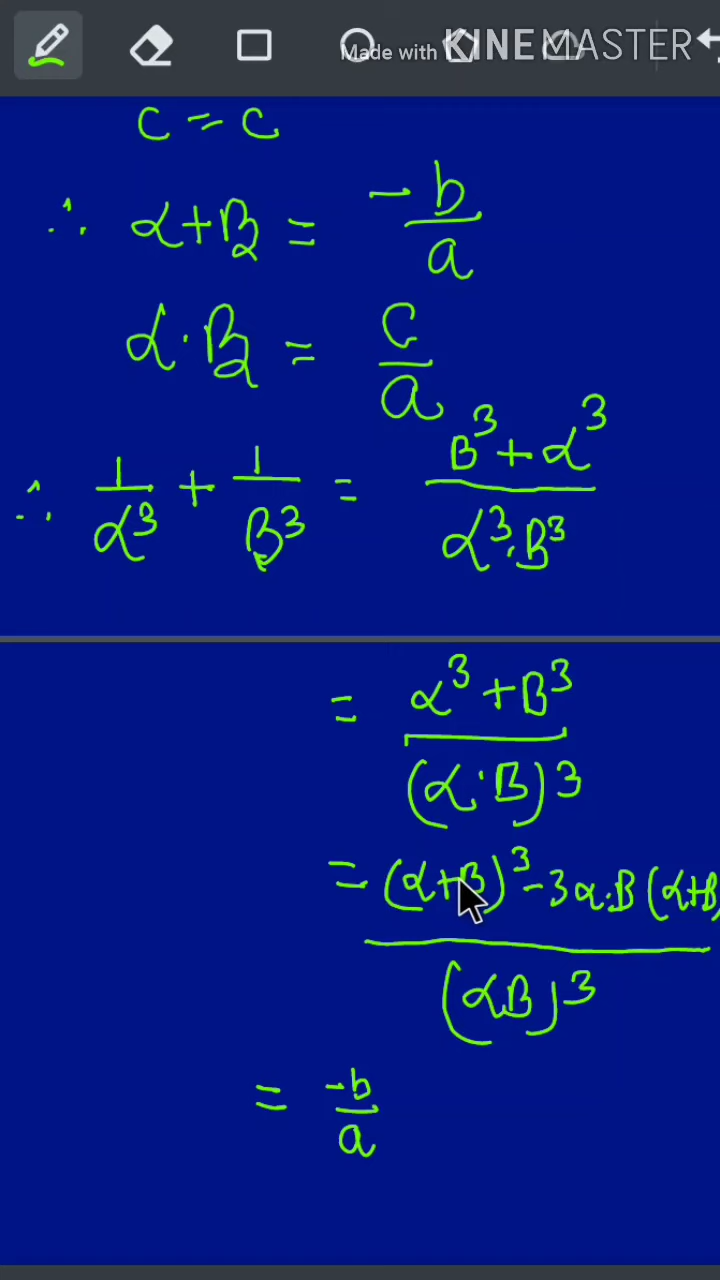 Made with KINEMASTER
c = c
∴ α+β = -b/a
α·β = c/a
∴ 1/α³ + 1/β³ = β³+α³/α³·β³
= α³+β³/(α·β)³
= (α+β)³-3α·β(α+β/(αβ)³
= -b/a